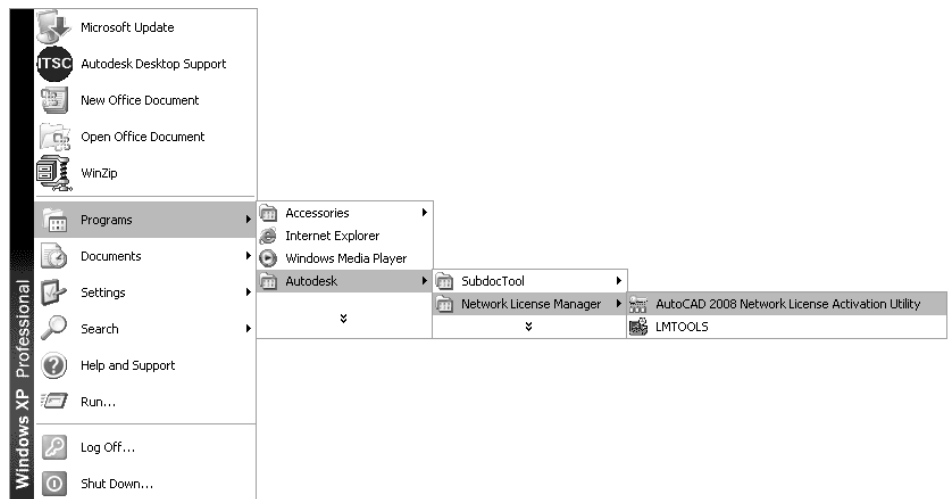 Microsoft Update
ITSC
Autodesk Desktop Support
New Office Document
Open Office Document
WinZip
Programs
Documents
Settings
Search
Help and Support
Run...
Log Off...
Shut Down...
Windows XP Professional
Accessories
Internet Explorer
Windows Media Player
Autodesk
SubdocTool
Network License Manager
AutoCAD 2008 Network License Activation Utility
LMTOOLS